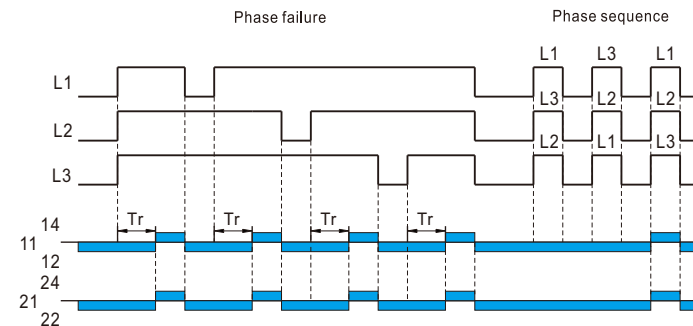 Phase failure Phase sequence
L1 L3 L1
L1
L3 L2 L2
L2
L2 L1 L3
L3
Tr Tr Tr Tr
14
11
12
24
21
22